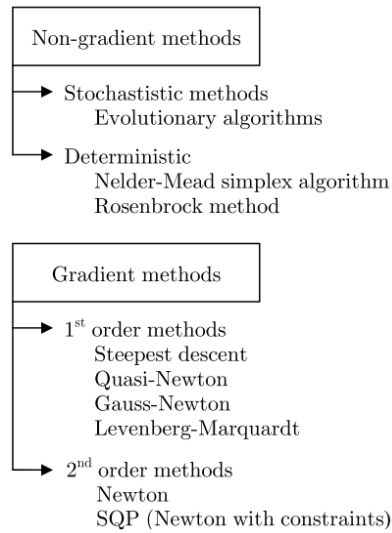 Non-gradient methods
Stochastistic methods
Evolutionary algorithms
Deterministic
Nelder-Mead simplex algorithm
Rosenbrock method
Gradient methods
1st order methods
Steepest descent
Quasi-Newton
Gauss-Newton
Levenberg-Marquardt
2nd order methods
Newton
SQP (Newton with constraints)